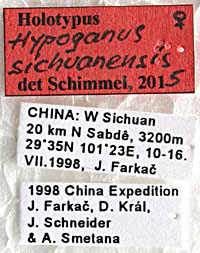 Holotypus ♀
Hypoganus
sichuanensis
det Schimmel, 2015
CHINA: W Sichuan
20 km N Sabdê, 3200m
29°35N 101°23E, 10-16.
VII.1998, J. Farkač
1998 China Expedition
J. Farkač, D. Král,
J. Schneider
& A. Smetana